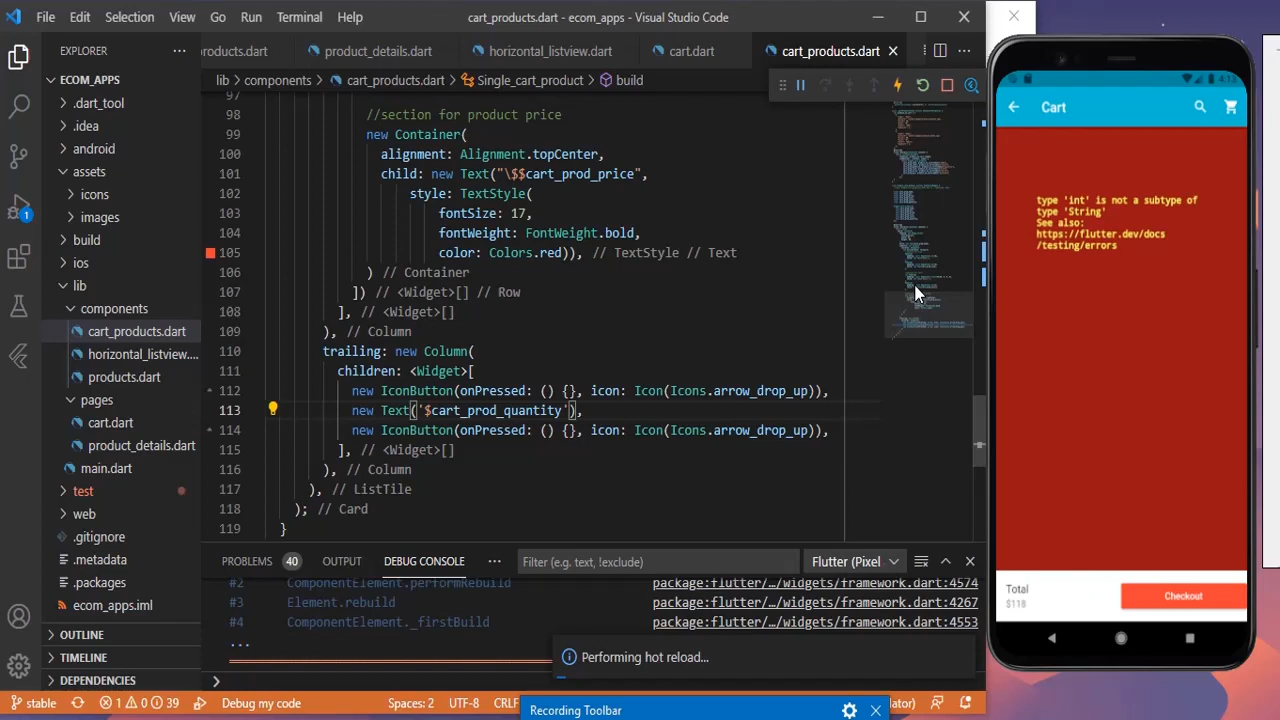 File Edit Selection View Go Run Terminal Help
cart_products.dart - ecom_apps - Visual Studio Code
EXPLORER
roducts.dart product_details.dart horizontal_listview.dart cart.dart cart_products.dart
ECOM_APPS
lib components cart_products.dart Single_cart_product build
.dart_tool
.idea
android
assets
icons
images
build
ios
lib
components
cart_products.dart
horizontal_listview....
products.dart
pages
cart.dart
product_details.dart
main.dart
test
web
.gitignore
.metadata
.packages
ecom_apps.iml
OUTLINE
TIMELINE
DEPENDENCIES
97
98 //section for product price
99 new Container(
100 alignment: Alignment.topCenter,
101 child: new Text("\$$cart_prod_price",
102 style: TextStyle(
103 fontSize: 17,
104 fontWeight: FontWeight.bold,
105 color: Colors.red)), // TextStyle // Text
106 ) // Container
107 ]) // <Widget>[] // Row
108 ], // <Widget>[]
109 ), // Column
110 trailing: new Column(
111 children: <Widget>[
112 new IconButton(onPressed: () {}, icon: Icon(Icons.arrow_drop_up)),
113 new Text('$cart_prod_quantity'),
114 new IconButton(onPressed: () {}, icon: Icon(Icons.arrow_drop_up)),
115 ], // <Widget>[]
116 ), // Column
117 ), // ListTile
118 ); // Card
119 }
PROBLEMS 40 OUTPUT DEBUG CONSOLE ... Filter (e.g. text, !exclude) Flutter (Pixel
#2 ComponentElement.performRebuild package:flutter/…/widgets/framework.dart:4574
#3 Element.rebuild package:flutter/…/widgets/framework.dart:4267
#4 ComponentElement._firstBuild package:flutter/…/widgets/framework.dart:4553
...
Performing hot reload...
stable 1 0 39 Debug my code Spaces: 2 UTF-8 CRLF lator)
1
Recording Toolbar
4:13
Cart
type 'int' is not a subtype of
type 'String'
See also:
https://flutter.dev/docs
/testing/errors
Total
$118
Checkout